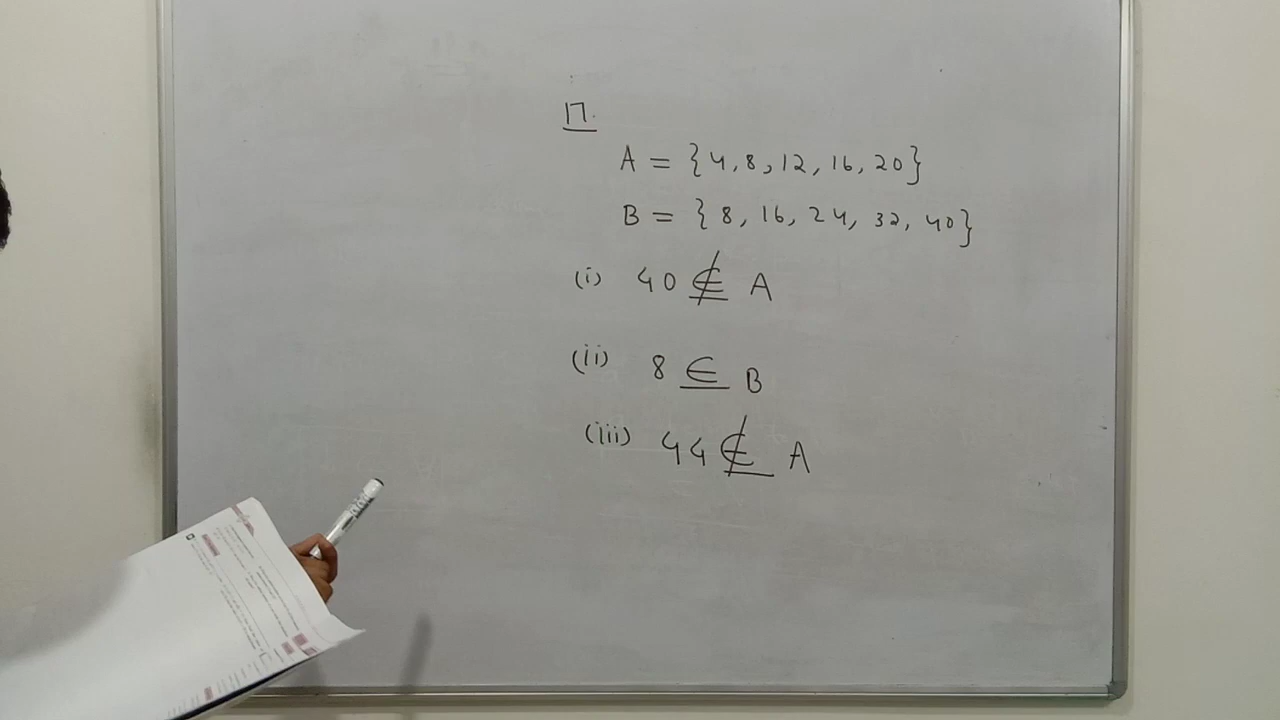 17.
A = {4, 8, 12, 16, 20}
B = {8, 16, 24, 32, 40}
(i) 40 ∉ A
(ii) 8 ∈ B
(iii) 44 ∉ A